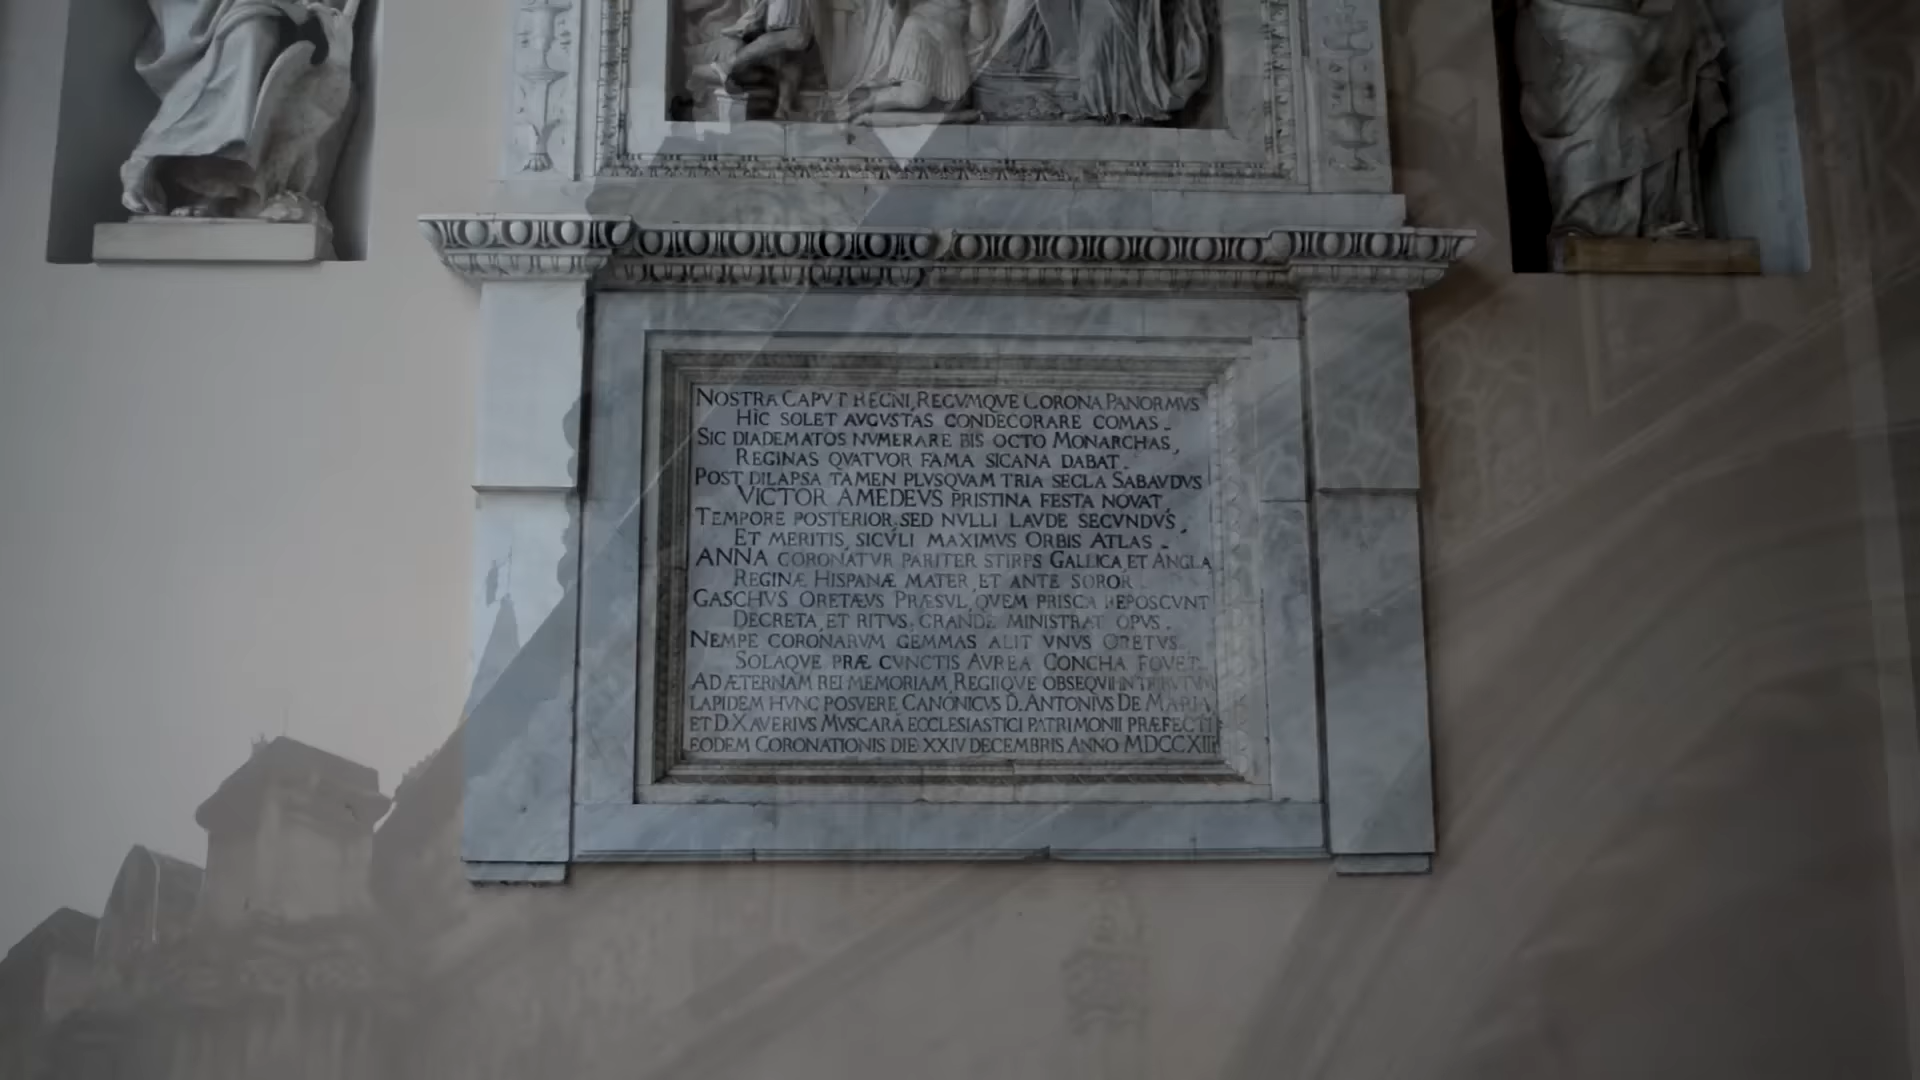 NOSTRA CAPVT REGNI, REGVMQVE CORONA PANORMVS
HIC SOLET AVGVSTAS CONDECORARE COMAS.
SIC DIADEMATOS NVMERARE BIS OCTO MONARCHAS,
REGINAS QVATVOR FAMA SICANA DABAT.
POST DILAPSA TAMEN PLVSQVAM TRIA SECLA SABAVDVS
VICTOR AMEDEVS PRISTINA FESTA NOVAT,
TEMPORE POSTERIOR, SED NVLLI LAVDE SECVNDVS,
ET MERITIS, SICVLI MAXIMVS ORBIS ATLAS.
ANNA CORONATVR PARITER STIRPS GALLICA, ET ANGLA
REGINÆ HISPANÆ MATER, ET ANTE SOROR
GASCHVS ORETÆVS PRÆSVL, QVEM PRISCA REPOSCVNT
DECRETA, ET RITVS, GRANDE MINISTRAT OPVS.
NEMPE CORONARVM GEMMAS ALIT VNVS ORETVS
SOLAQVE PRÆ CVNCTIS AVREA CONCHA FOVET.
AD ÆTERNAM REI MEMORIAM, REGIIQVE OBSEQVII IN TRIBVTVM
LAPIDEM HVNC POSVERE CANONICVS D. ANTONIVS DE MARIA
ET D. XAVERIVS MVSCARÁ ECCLESIASTICI PATRIMONII PRÆFECTI
EODEM CORONATIONIS DIE XXIV DECEMBRIS ANNO MDCCXIII